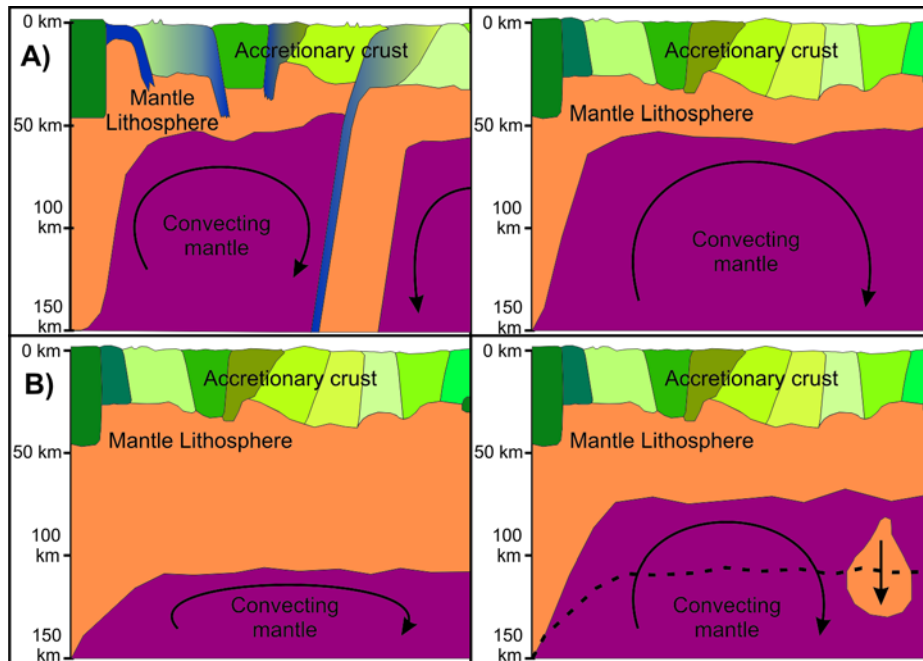 A)
0 km
Accretionary crust
Mantle
Lithosphere
50 km
100
km
Convecting
mantle
150
km
0 km
Accretionary crust
Mantle Lithosphere
50 km
100
km
Convecting
mantle
150
km
B)
0 km
Accretionary crust
Mantle Lithosphere
50 km
100
km
Convecting
mantle
150
km
0 km
Accretionary crust
Mantle Lithosphere
50 km
100
km
Convecting
mantle
150
km